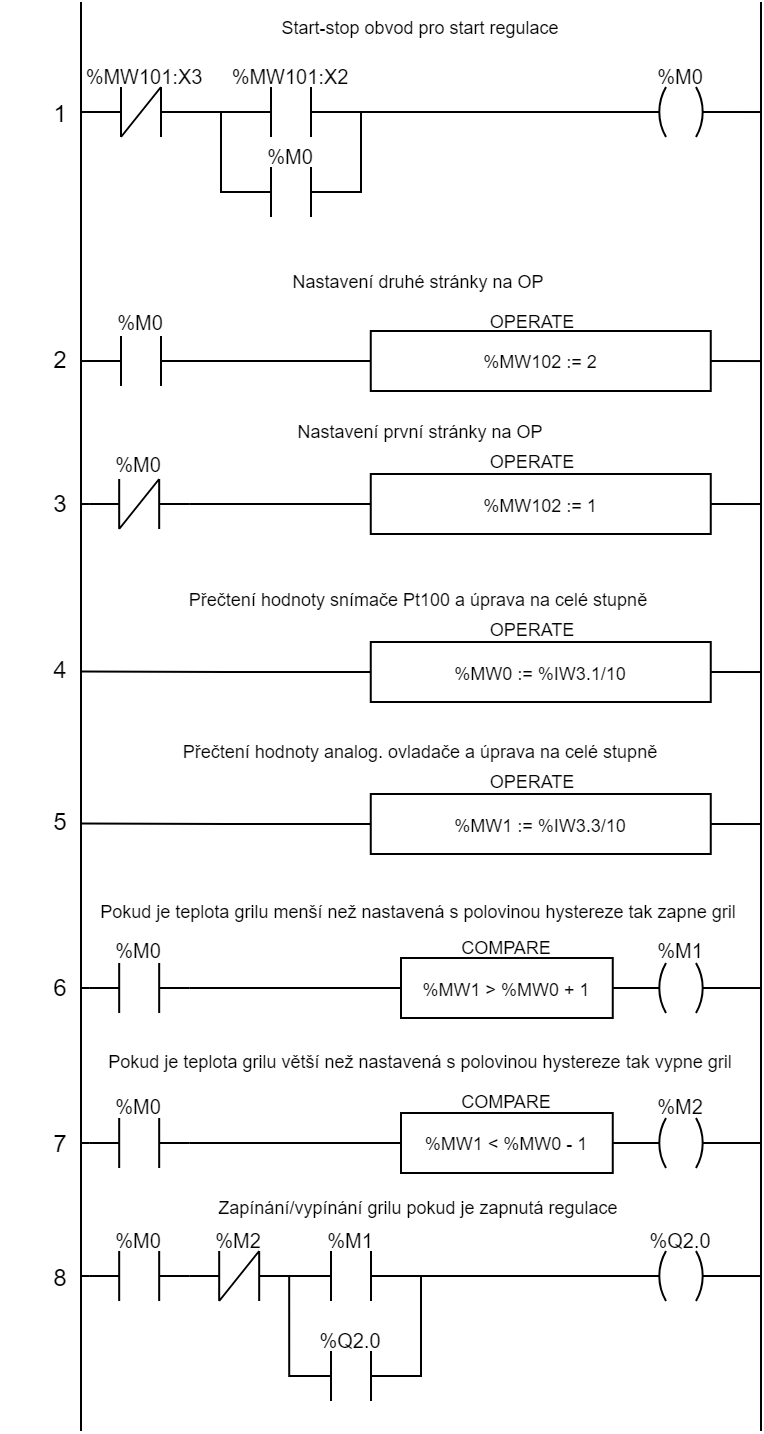 Start-stop obvod pro start regulace
%MW101:X3 %MW101:X2 %M0
1
%M0
Nastavení druhé stránky na OP
%M0 OPERATE
2 %MW102 := 2
Nastavení první stránky na OP
%M0 OPERATE
3 %MW102 := 1
Přečtení hodnoty snímače Pt100 a úprava na celé stupně
OPERATE
4 %MW0 := %IW3.1/10
Přečtení hodnoty analog. ovladače a úprava na celé stupně
OPERATE
5 %MW1 := %IW3.3/10
Pokud je teplota grilu menší než nastavená s polovinou hystereze tak zapne gril
%M0 COMPARE %M1
6 %MW1 > %MW0 + 1
Pokud je teplota grilu větší než nastavená s polovinou hystereze tak vypne gril
%M0 COMPARE %M2
7 %MW1 < %MW0 - 1
Zapínání/vypínání grilu pokud je zapnutá regulace
%M0 %M2 %M1 %Q2.0
8
%Q2.0